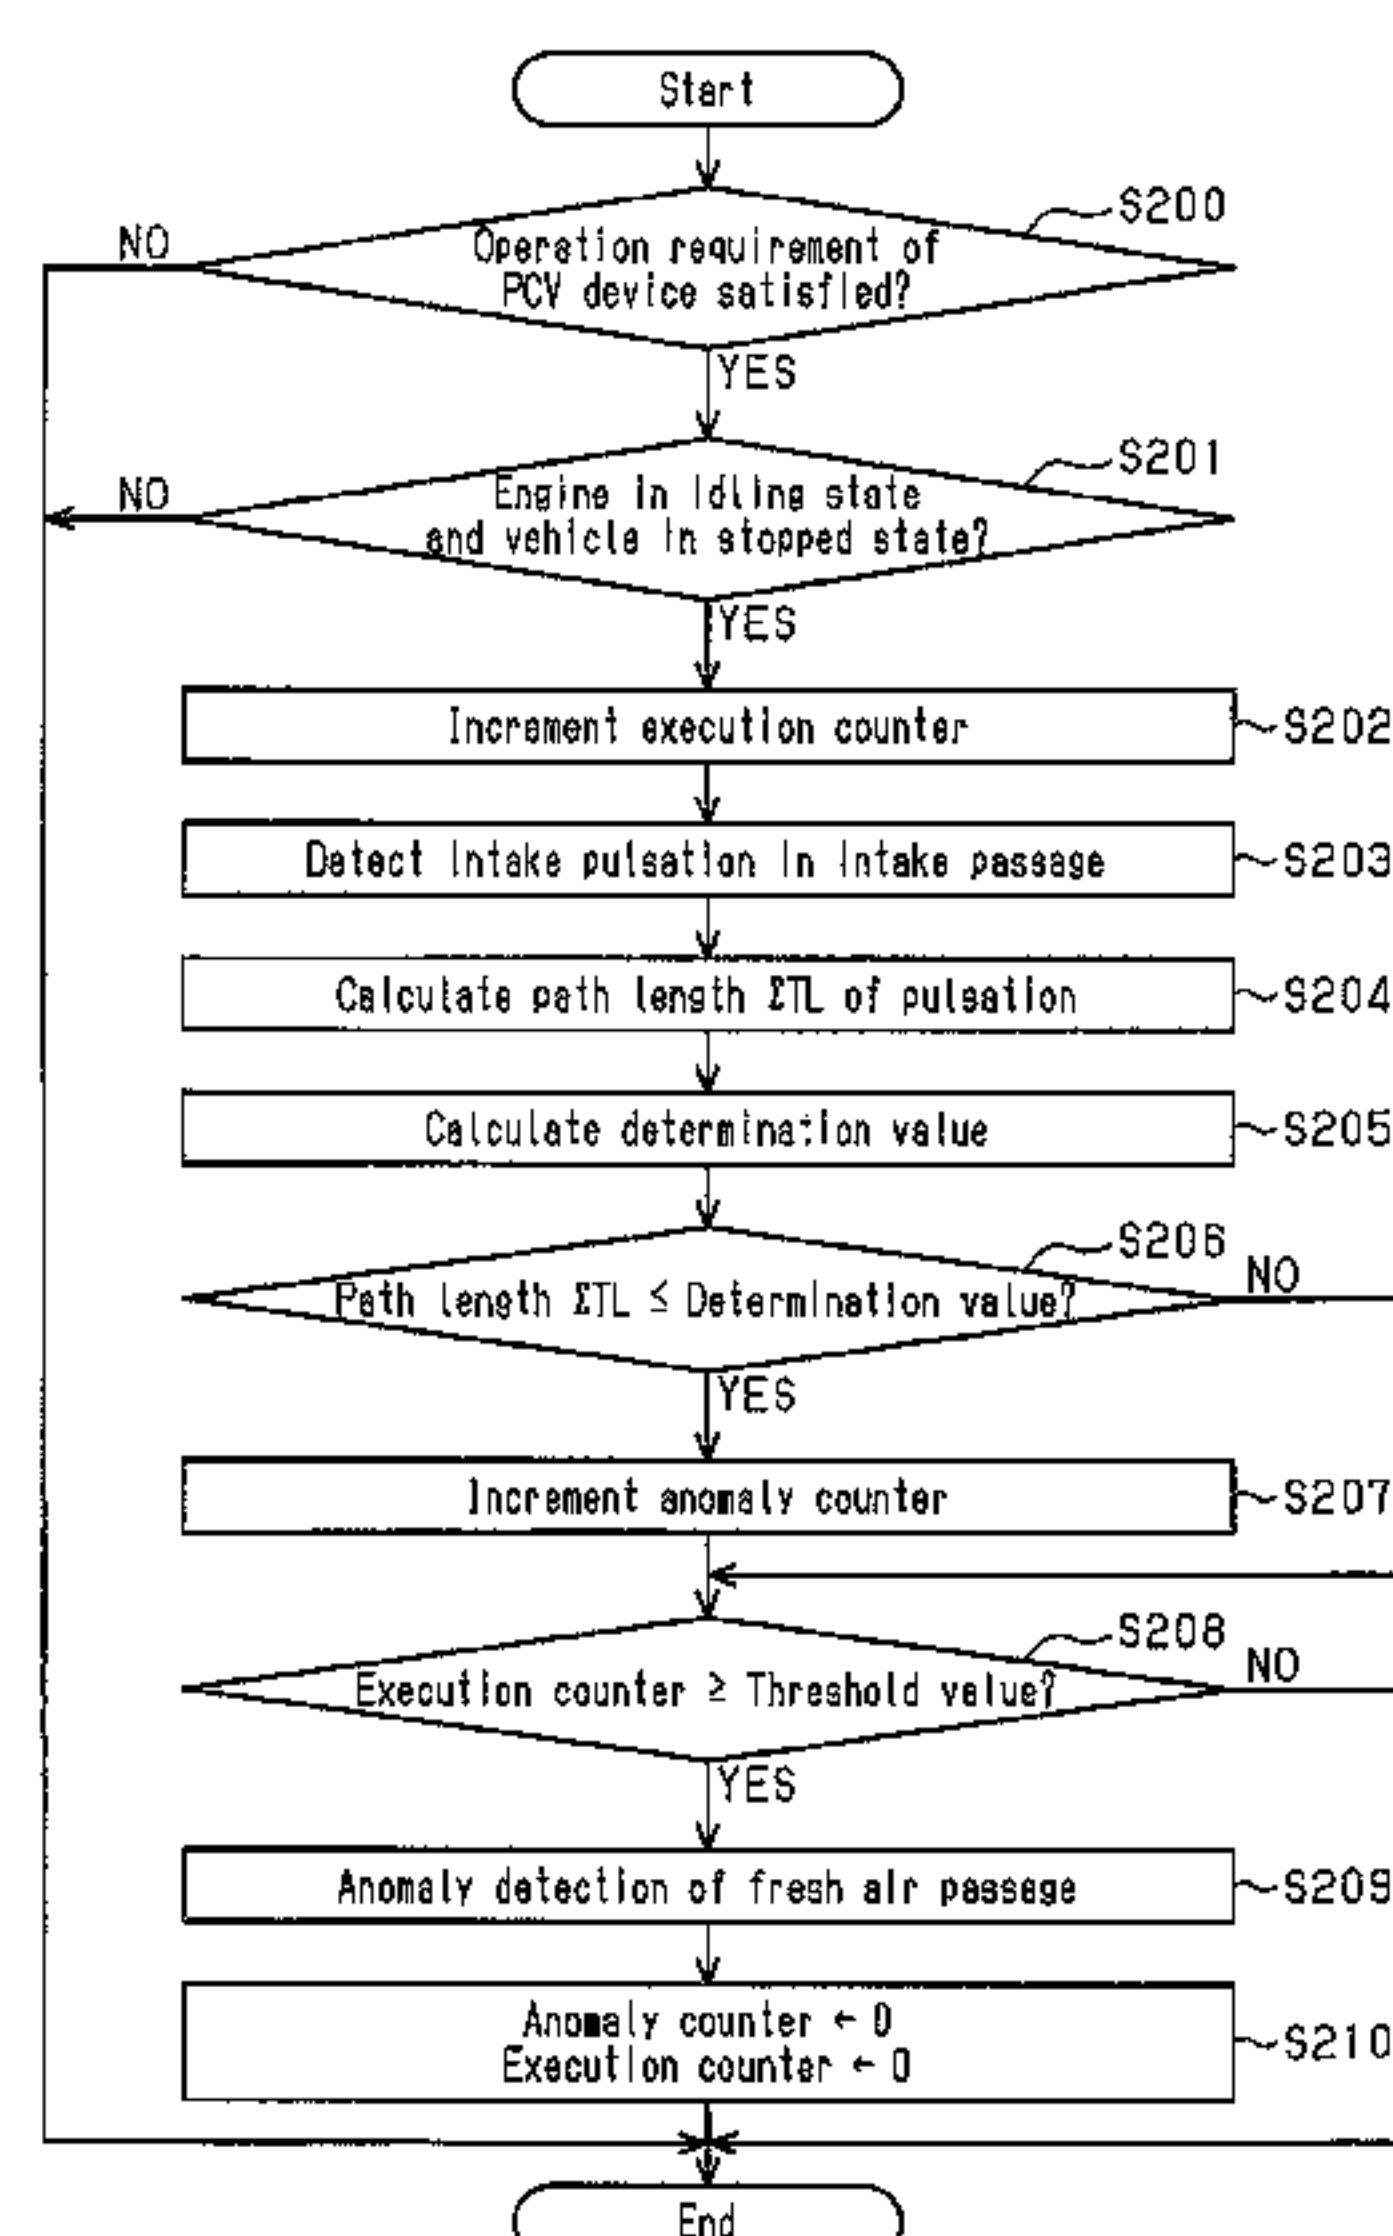 Start
S200
NO
Operation requirement of
PCV device satisfied?
YES
S201
NO
Engine in idling state
and vehicle in stopped state?
YES
Increment execution counter
S202
Detect intake pulsation in intake passage
S203
Calculate path length ΣTL of pulsation
S204
Calculate determination value
S205
S206
NO
Path length ΣTL ≤ Determination value?
YES
Increment anomaly counter
S207
S208
NO
Execution counter ≥ Threshold value?
YES
Anomaly detection of fresh air passage
S209
Anomaly counter ← 0
Execution counter ← 0
S210
End